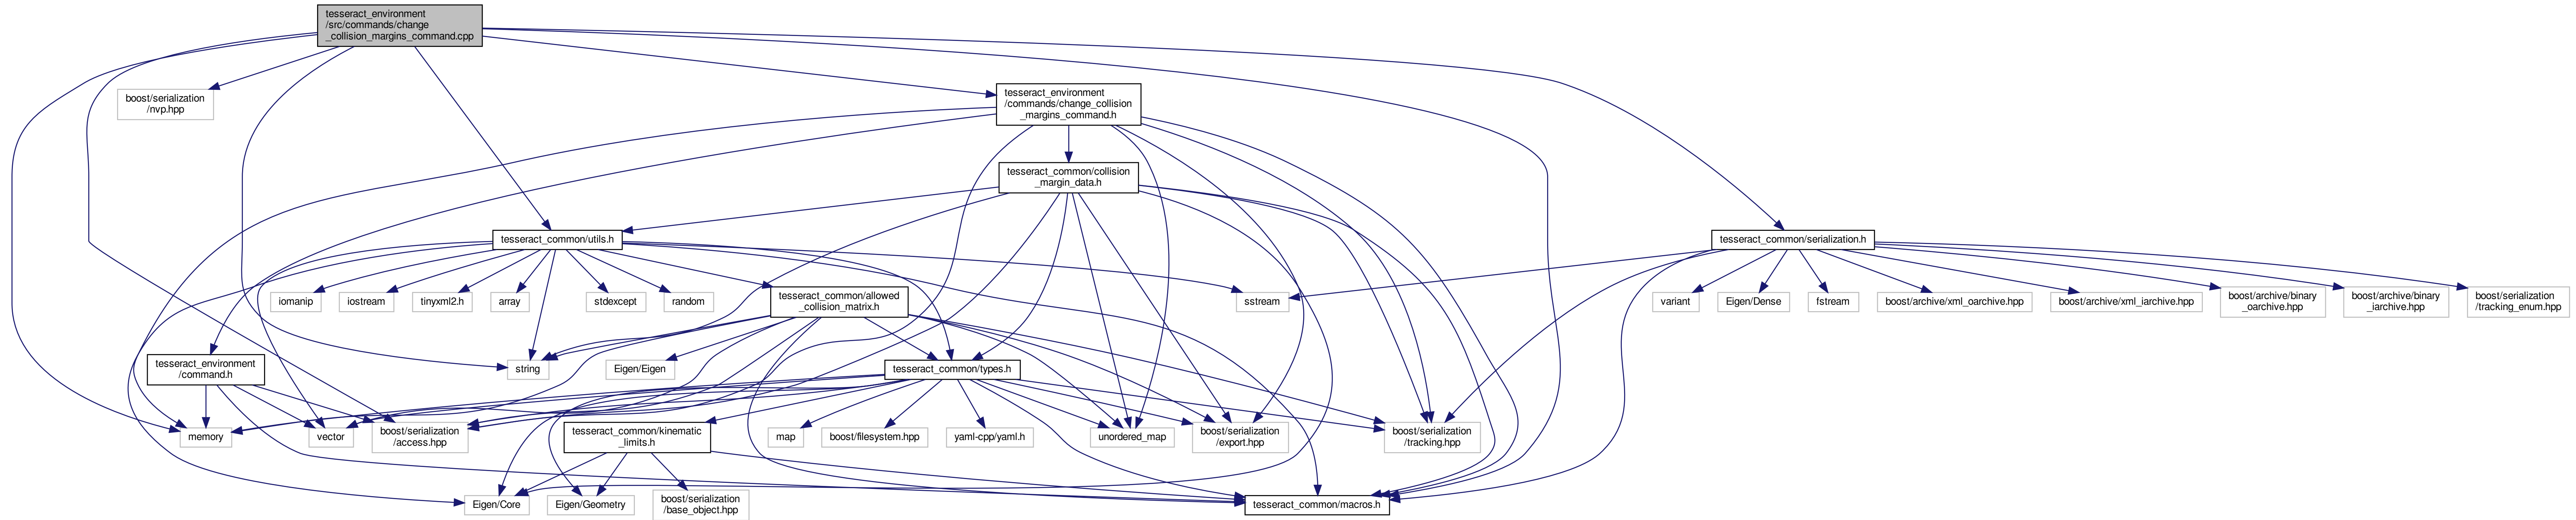 tesseract_environment
/src/commands/change
_collision_margins_command.cpp
boost/serialization
/nvp.hpp
tesseract_environment
/commands/change_collision
_margins_command.h
tesseract_common/collision
_margin_data.h
tesseract_common/utils.h
tesseract_common/serialization.h
iomanip
iostream
tinyxml2.h
array
stdexcept
random
tesseract_common/allowed
_collision_matrix.h
sstream
variant
Eigen/Dense
fstream
boost/archive/xml_oarchive.hpp
boost/archive/xml_iarchive.hpp
boost/archive/binary
_oarchive.hpp
boost/archive/binary
_iarchive.hpp
boost/serialization
/tracking_enum.hpp
tesseract_environment
/command.h
string
Eigen/Eigen
tesseract_common/types.h
memory
vector
boost/serialization
/access.hpp
tesseract_common/kinematic
_limits.h
map
boost/filesystem.hpp
yaml-cpp/yaml.h
unordered_map
boost/serialization
/export.hpp
boost/serialization
/tracking.hpp
Eigen/Core
Eigen/Geometry
boost/serialization
/base_object.hpp
tesseract_common/macros.h